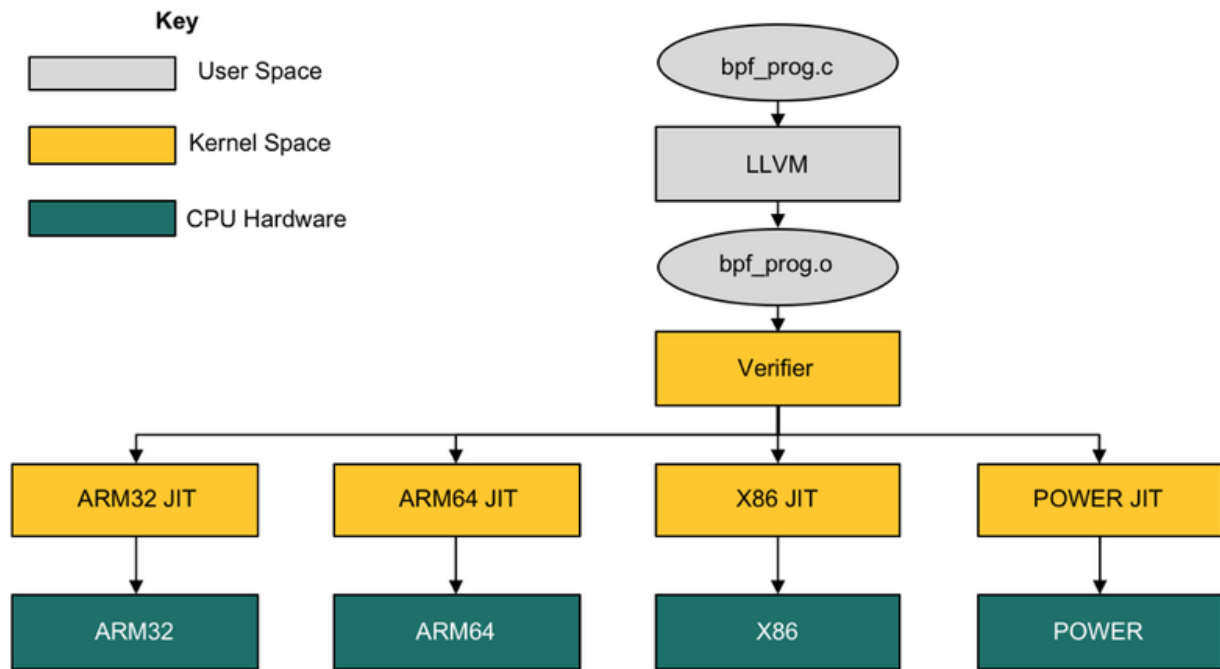 Key
User Space
Kernel Space
CPU Hardware
bpf_prog.c
LLVM
bpf_prog.o
Verifier
ARM32 JIT
ARM64 JIT
X86 JIT
POWER JIT
ARM32
ARM64
X86
POWER